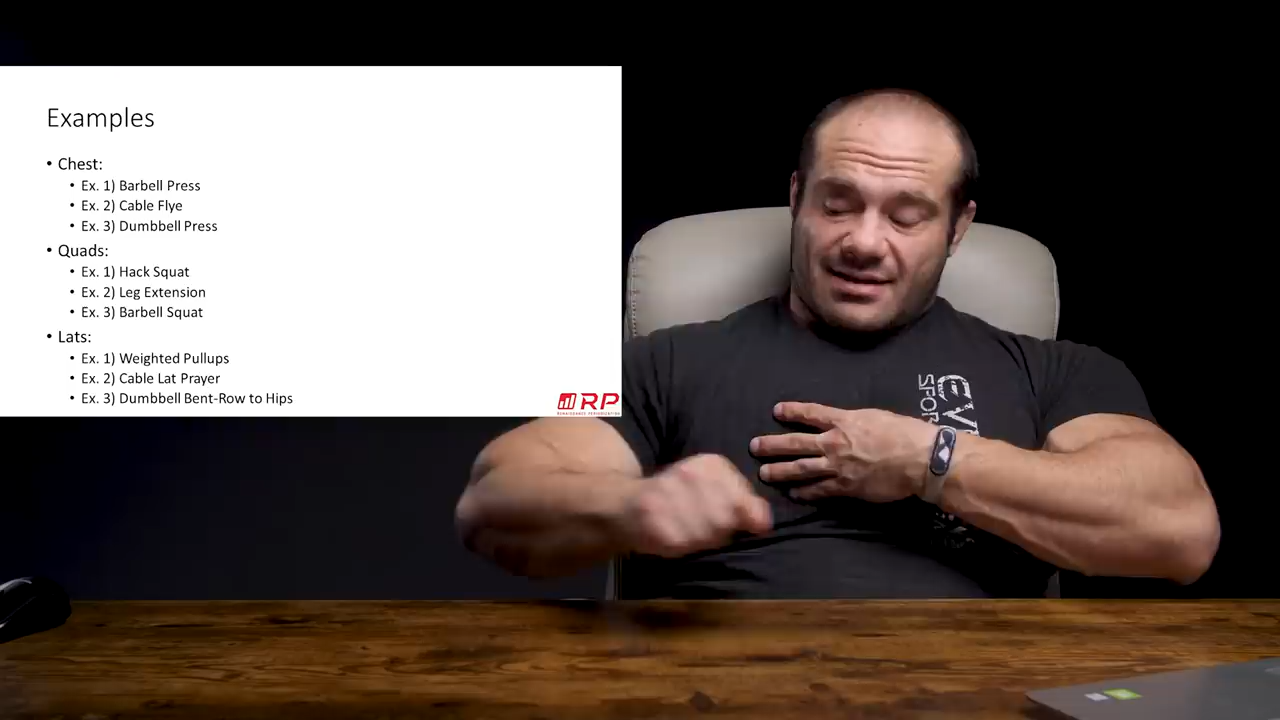 Examples
• Chest:
• Ex. 1) Barbell Press
• Ex. 2) Cable Flye
• Ex. 3) Dumbbell Press
• Quads:
• Ex. 1) Hack Squat
• Ex. 2) Leg Extension
• Ex. 3) Barbell Squat
• Lats:
• Ex. 1) Weighted Pullups
• Ex. 2) Cable Lat Prayer
• Ex. 3) Dumbbell Bent-Row to Hips
RP
RENAISSANCE PERIODIZATION